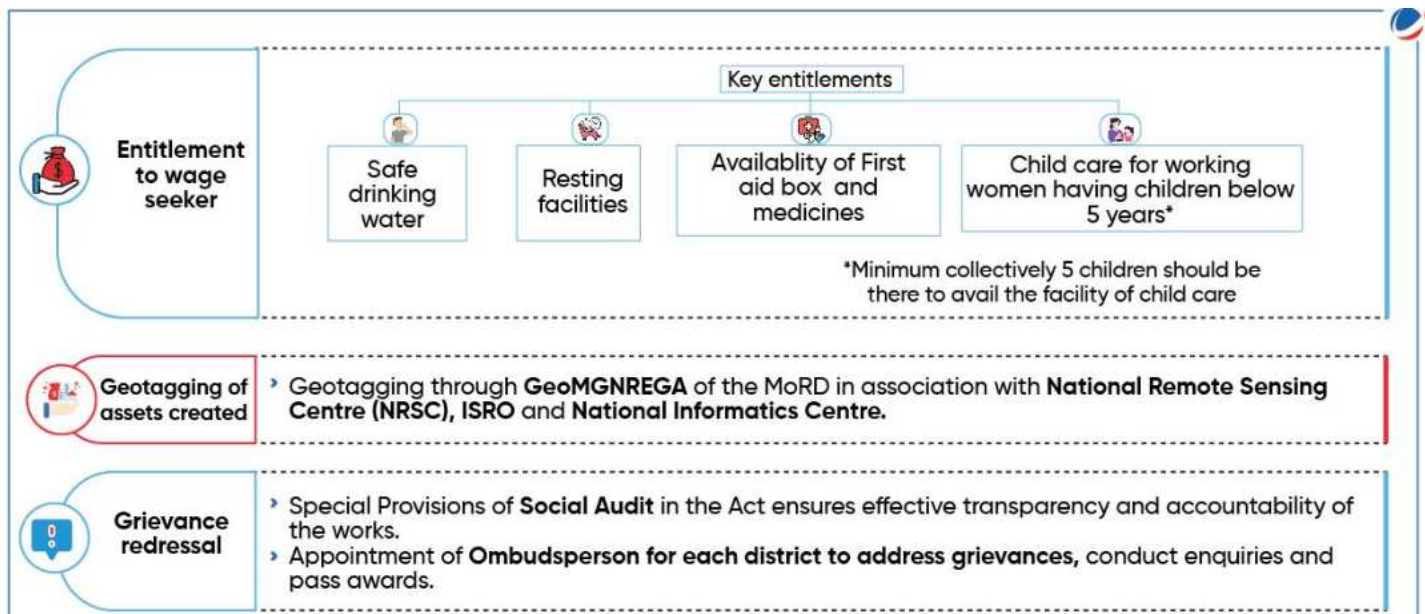 Key entitlements
Entitlement
to wage
seeker
Safe
drinking
water
Resting
facilities
Availablity of First
aid box and
medicines
Child care for working
women having children below
5 years*
*Minimum collectively 5 children should be
there to avail the facility of child care
Geotagging of
assets created
› Geotagging through GeoMGNREGA of the MoRD in association with National Remote Sensing
Centre (NRSC), ISRO and National Informatics Centre.
Grievance
redressal
› Special Provisions of Social Audit in the Act ensures effective transparency and accountability of
the works.
› Appointment of Ombudsperson for each district to address grievances, conduct enquiries and
pass awards.